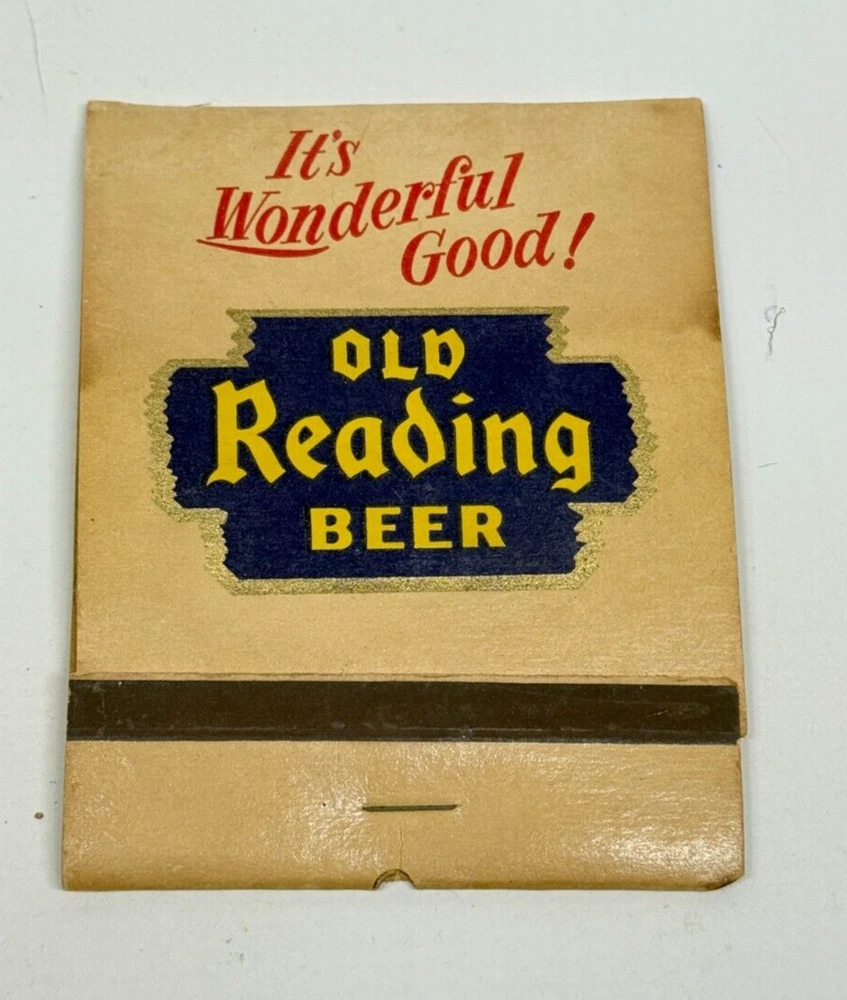 It's
Wonderful
Good!
OLD
Reading
BEER